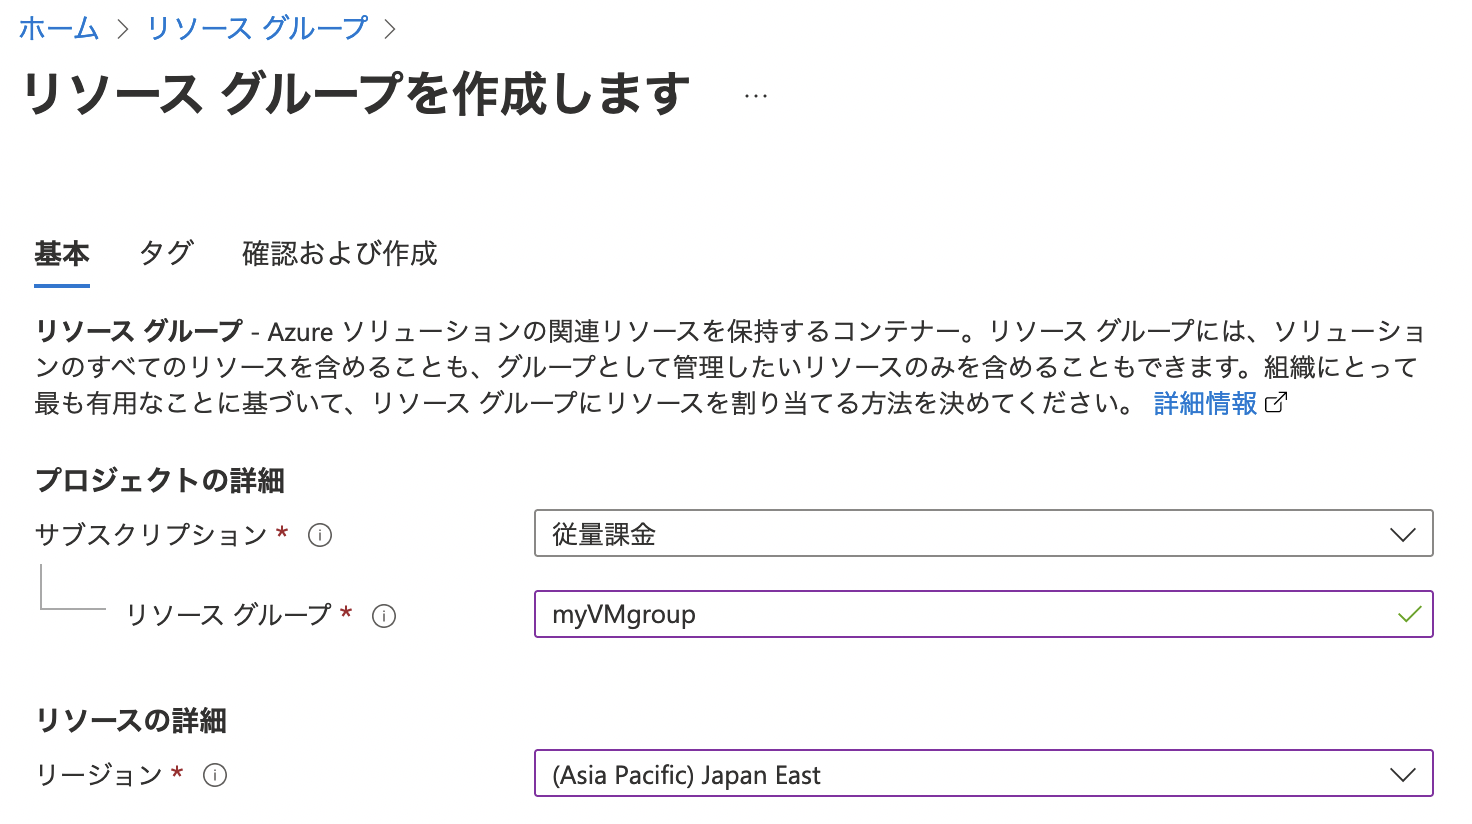 ホーム > リソース グループ >
リソース グループを作成します ...
基本 タグ 確認および作成
リソース グループ - Azure ソリューションの関連リソースを保持するコンテナー。リソース グループには、ソリューショ
ンのすべてのリソースを含めることも、グループとして管理したいリソースのみを含めることもできます。組織にとって
最も有用なことに基づいて、リソース グループにリソースを割り当てる方法を決めてください。 詳細情報
プロジェクトの詳細
サブスクリプション * 従量課金
リソース グループ * myVMgroup
リソースの詳細
リージョン * (Asia Pacific) Japan East